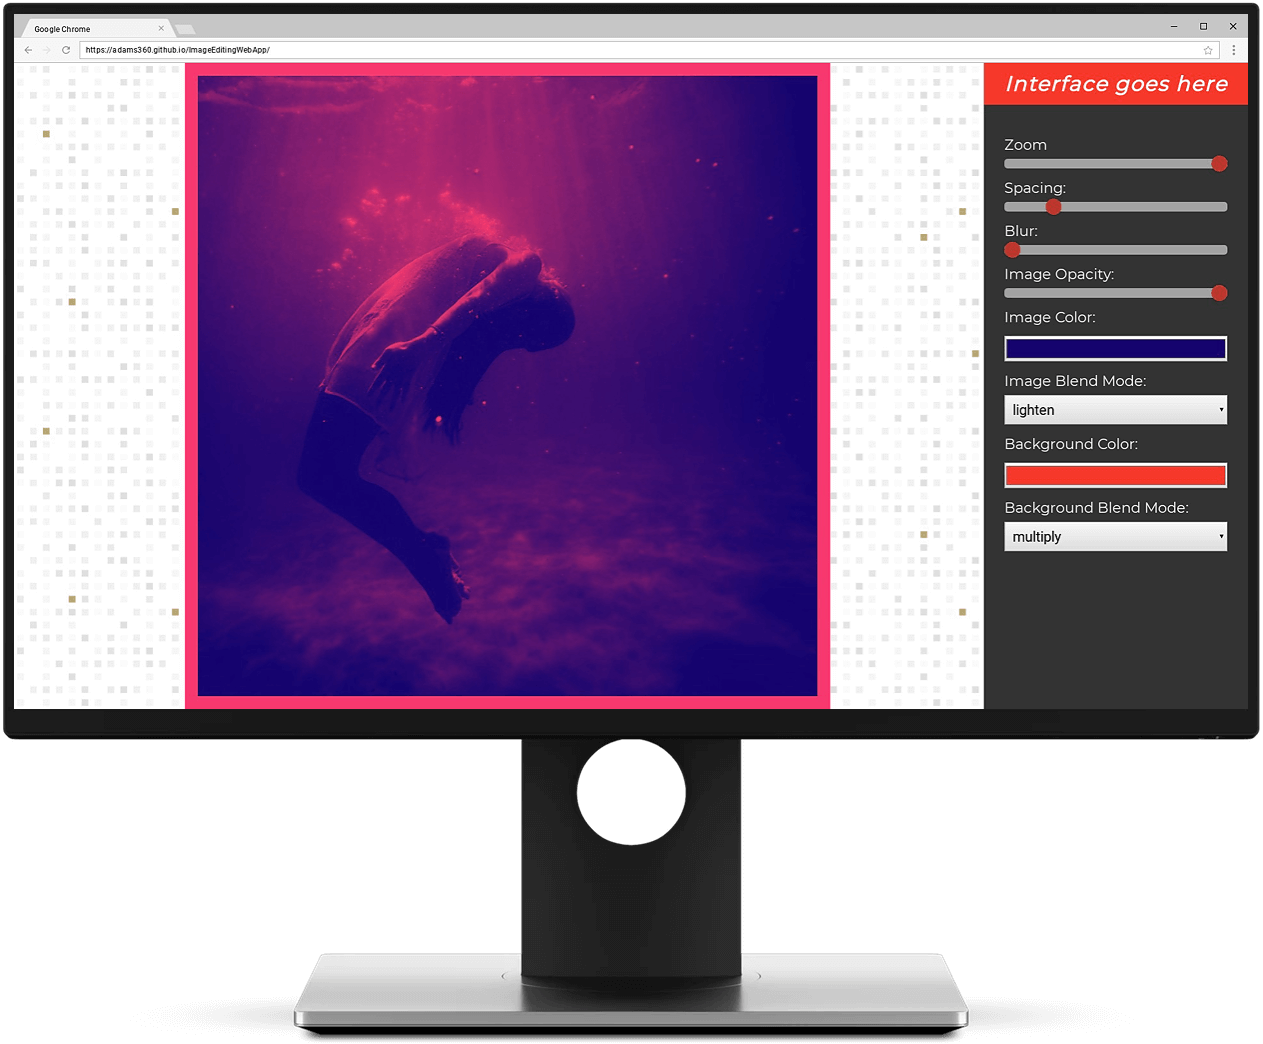 Google Chrome
https://adams360.github.io/ImageEditingWebApp/
Interface goes here
Zoom
Spacing:
Blur:
Image Opacity:
Image Color:
Image Blend Mode:
lighten
Background Color:
Background Blend Mode:
multiply